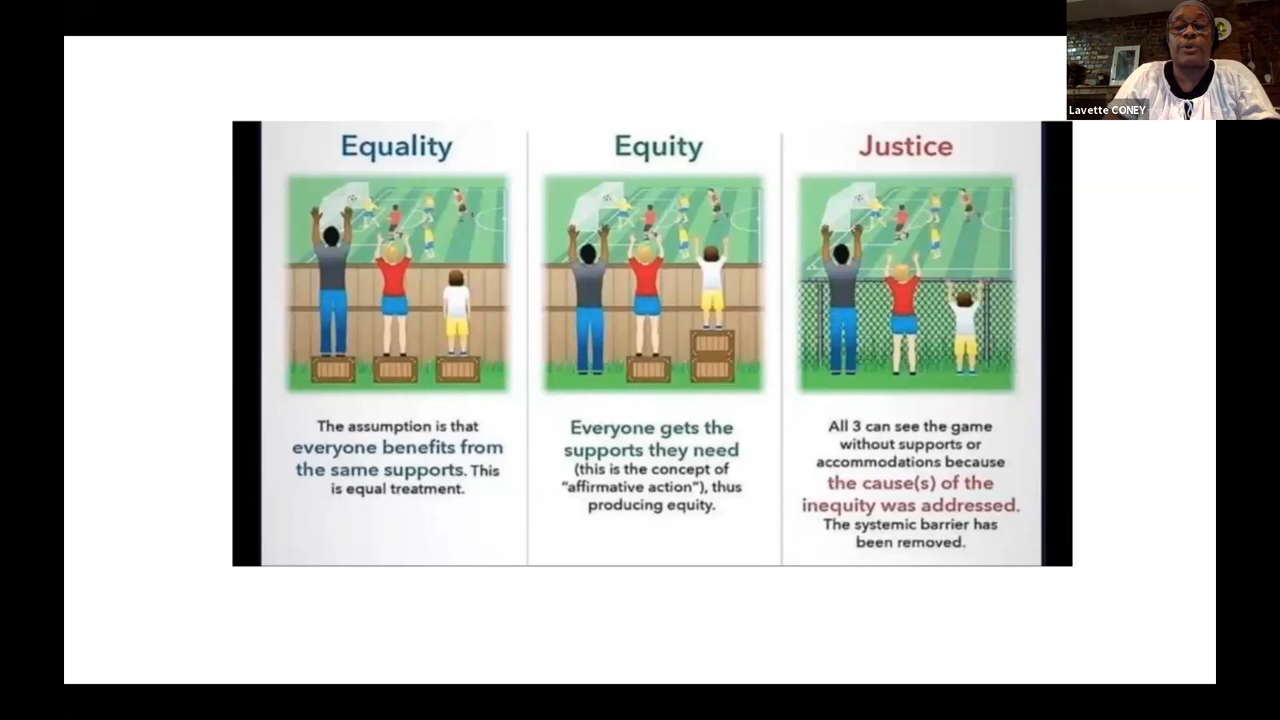 Lavette CONEY
Equality
Equity
Justice
The assumption is that
everyone benefits from
the same supports. This
is equal treatment.
Everyone gets the
supports they need
(this is the concept of
“affirmative action”), thus
producing equity.
All 3 can see the game
without supports or
accommodations because
the cause(s) of the
inequity was addressed.
The systemic barrier has
been removed.